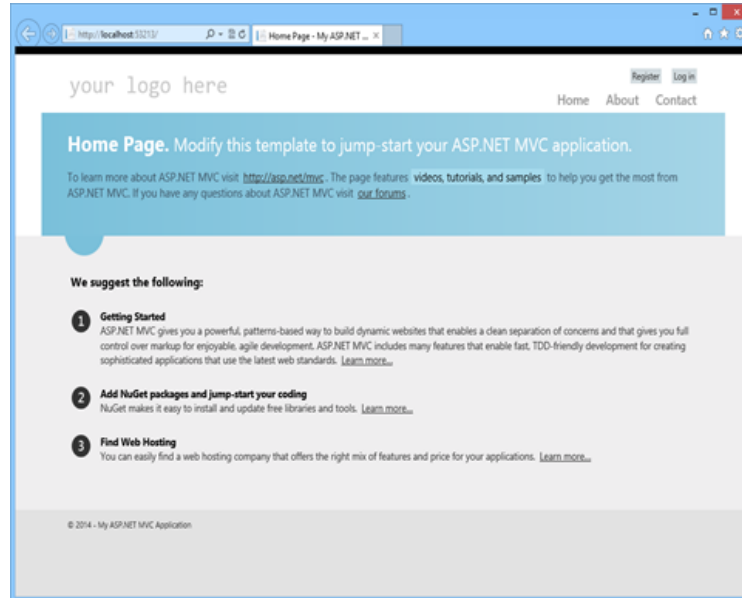 http://localhost:53213/
Home Page - My ASP.NET ...
your logo here
Register Log in
Home About Contact
Home Page. Modify this template to jump-start your ASP.NET MVC application.
To learn more about ASP.NET MVC visit http://asp.net/mvc. The page features videos, tutorials, and samples to help you get the most from
ASP.NET MVC. If you have any questions about ASP.NET MVC visit our forums.
We suggest the following:
1 Getting Started
ASP.NET MVC gives you a powerful, patterns-based way to build dynamic websites that enables a clean separation of concerns and that gives you full
control over markup for enjoyable, agile development. ASP.NET MVC includes many features that enable fast, TDD-friendly development for creating
sophisticated applications that use the latest web standards. Learn more...
2 Add NuGet packages and jump-start your coding
NuGet makes it easy to install and update free libraries and tools. Learn more...
3 Find Web Hosting
You can easily find a web hosting company that offers the right mix of features and price for your applications. Learn more...
© 2014 - My ASP.NET MVC Application